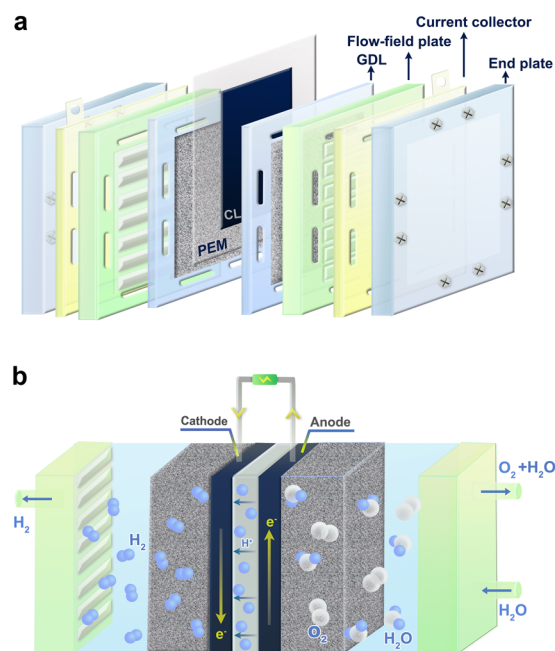 a
Current collector
Flow-field plate
GDL
End plate
CL
PEM
b
Cathode
Anode
O₂+H₂O
H₂
H₂
H⁺
e⁻
e⁻
O₂
H₂O
H₂O